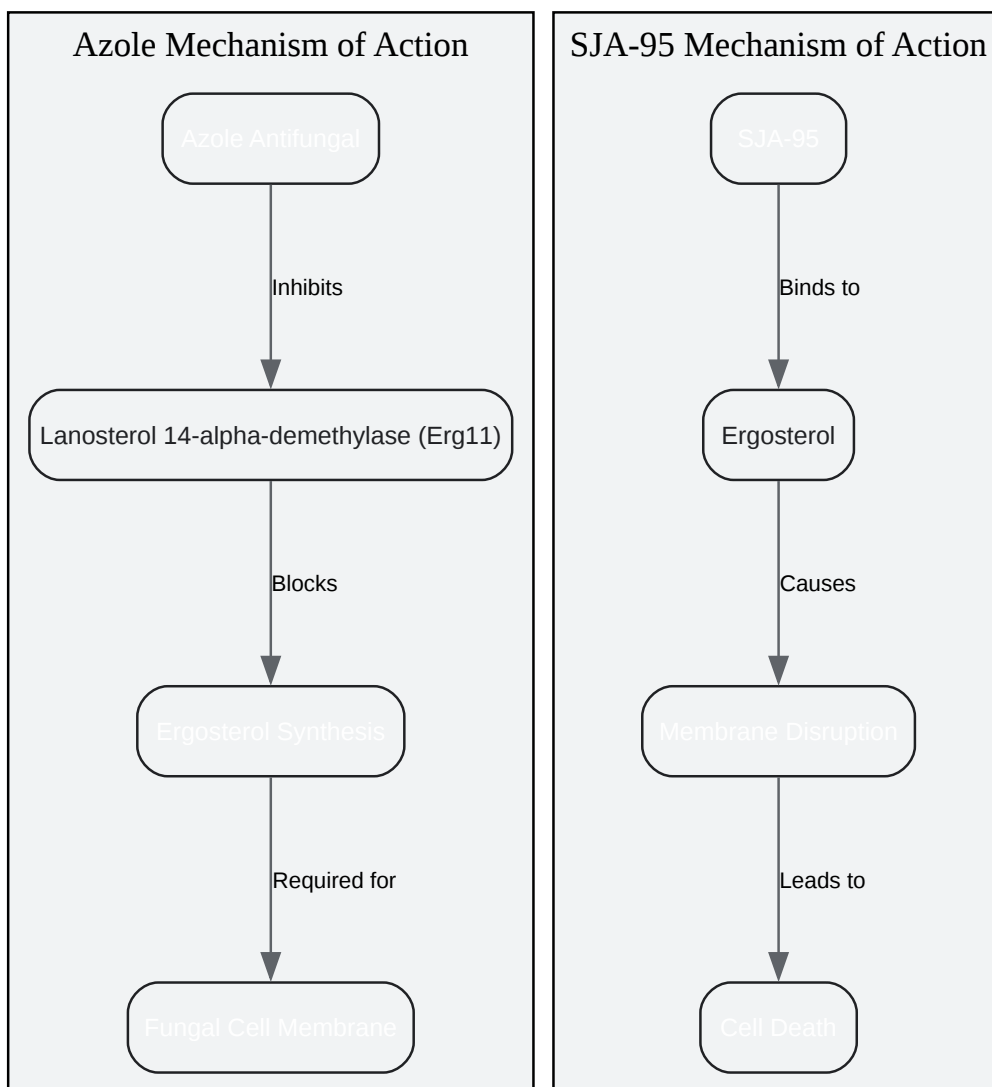 Azole Mechanism of Action
Azole Antifungal
Inhibits
Lanosterol 14-alpha-demethylase (Erg11)
Blocks
Ergosterol Synthesis
Required for
Fungal Cell Membrane
SJA-95 Mechanism of Action
SJA-95
Binds to
Ergosterol
Causes
Membrane Disruption
Leads to
Cell Death